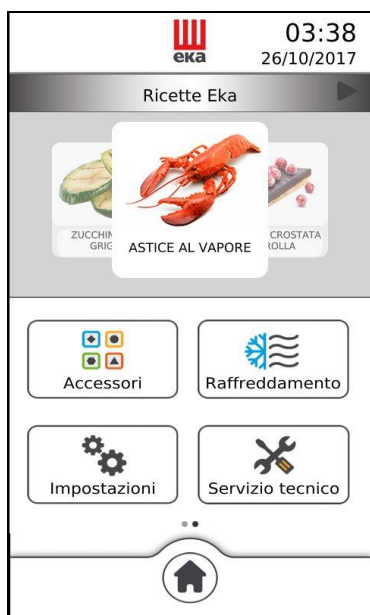 eka
03:38
26/10/2017
Ricette Eka
ZUCCHIN
GRIG
ASTICE AL VAPORE
CROSTATA
ROLLA
Accessori
Raffreddamento
Impostazioni
Servizio tecnico